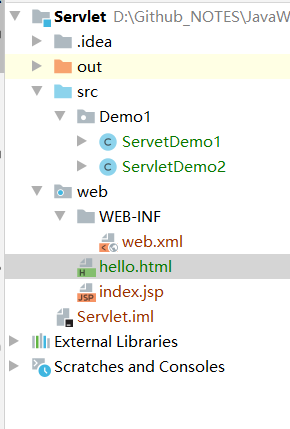 Servlet D:\Github_NOTES\JavaW
.idea
out
src
Demo1
ServetDemo1
ServletDemo2
web
WEB-INF
web.xml
hello.html
index.jsp
Servlet.iml
External Libraries
Scratches and Consoles